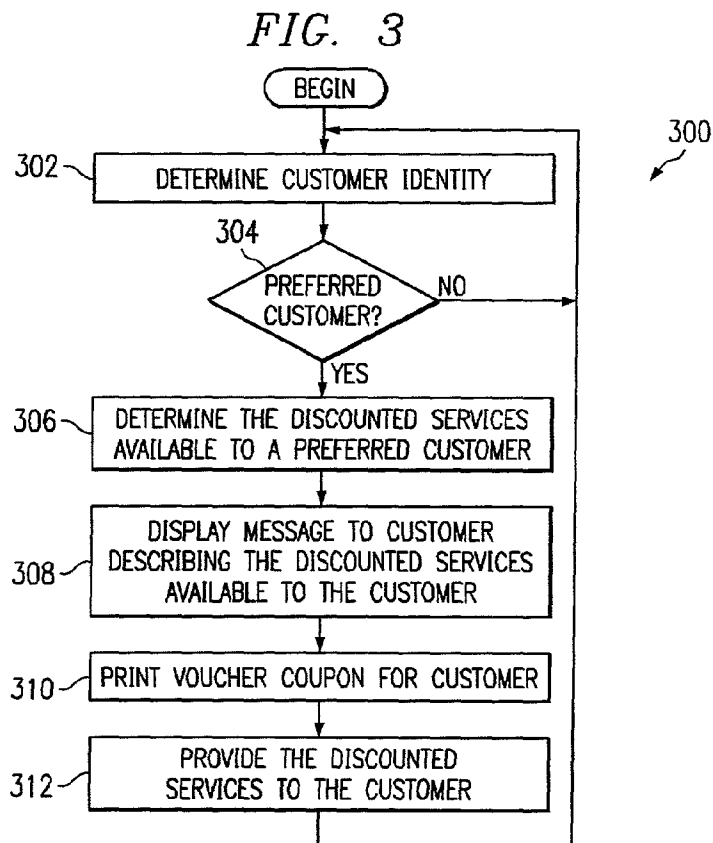 FIG. 3
BEGIN
300
302
DETERMINE CUSTOMER IDENTITY
304
PREFERRED
CUSTOMER?
NO
YES
306
DETERMINE THE DISCOUNTED SERVICES
AVAILABLE TO A PREFERRED CUSTOMER
308
DISPLAY MESSAGE TO CUSTOMER
DESCRIBING THE DISCOUNTED SERVICES
AVAILABLE TO THE CUSTOMER
310
PRINT VOUCHER COUPON FOR CUSTOMER
312
PROVIDE THE DISCOUNTED
SERVICES TO THE CUSTOMER